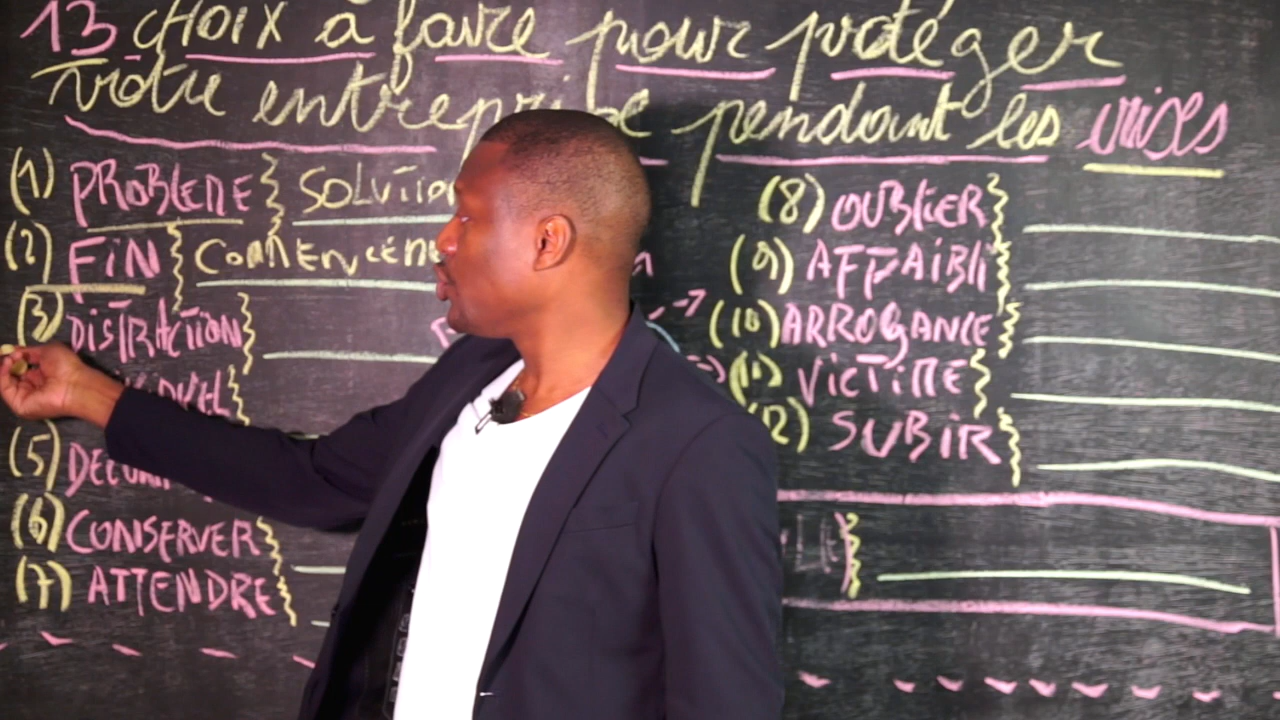 13 choix à faire pour protéger
votre entreprise pendant les crises
(1) PROBLEME SOLUTION
(2) FIN COMMENCEM
(3) DISTRACTION
(5)
(6) CONSERVER
(7) ATTENDRE
(8) OUBLIER
(9) AFFAIBLI
(10) ARROGANCE
(11) VICTIME
(12) SUBIR